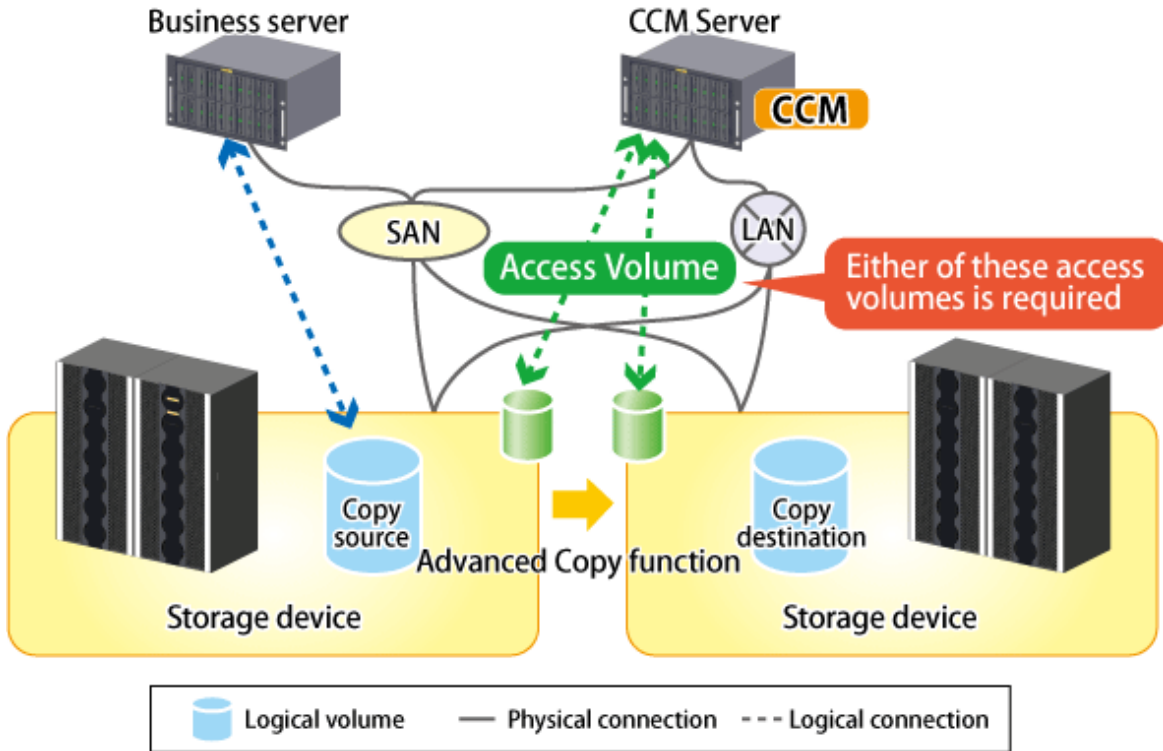 Business server
CCM Server
CCM
SAN
LAN
Access Volume
Either of these access
volumes is required
Copy
source
Copy
destination
Advanced Copy function
Storage device
Storage device
Logical volume
Physical connection
Logical connection